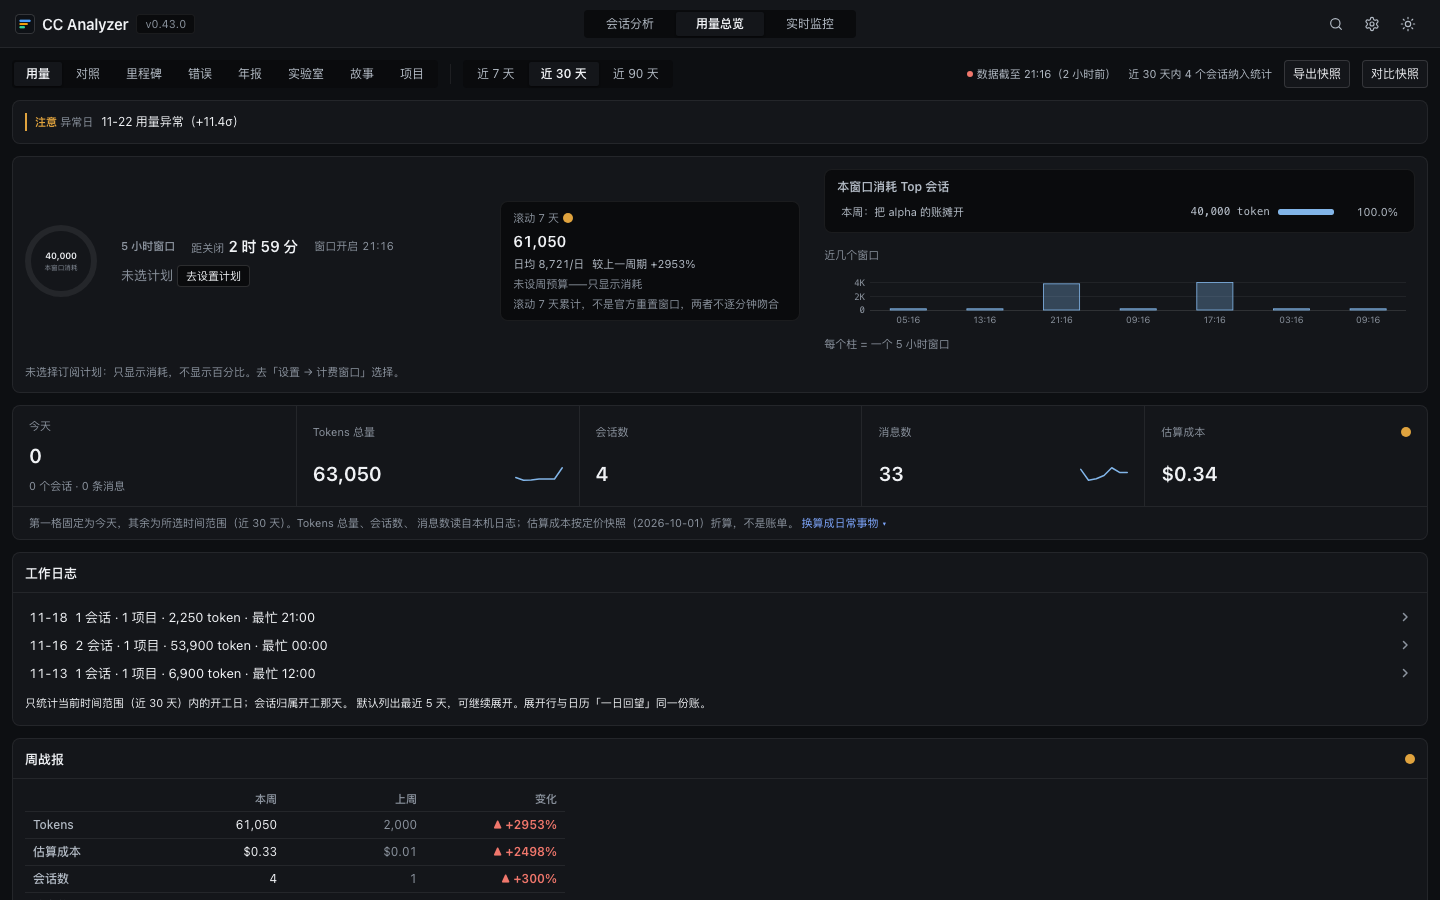 CC Analyzer v0.43.0 会话分析 用量总览 实时监控
用量 对照 里程碑 错误 年报 实验室 故事 项目 近 7 天 近 30 天 近 90 天 数据截至 21:16（2 小时前） 近 30 天内 4 个会话纳入统计 导出快照 对比快照
注意 异常日 11-22 用量异常（+11.4σ）
40,000
本窗口消耗
5 小时窗口 距关闭 2 时 59 分 窗口开启 21:16
未选计划 去设置计划
滚动 7 天
61,050
日均 8,721/日 较上一周期 +2953%
未设周预算——只显示消耗
滚动 7 天累计，不是官方重置窗口，两者不逐分钟吻合
本窗口消耗 Top 会话
本周：把 alpha 的账摊开 40,000 token 100.0%
近几个窗口
4K
2K
0
05:16 13:16 21:16 09:16 17:16 03:16 09:16
每个柱 = 一个 5 小时窗口
未选择订阅计划：只显示消耗，不显示百分比。去「设置 → 计费窗口」选择。
今天
0
0 个会话 · 0 条消息
Tokens 总量
63,050
会话数
4
消息数
33
估算成本
$0.34
第一格固定为今天，其余为所选时间范围（近 30 天）。Tokens 总量、会话数、 消息数读自本机日志；估算成本按定价快照（2026-10-01）折算，不是账单。 换算成日常事物 ▾
工作日志
11-18 1 会话 · 1 项目 · 2,250 token · 最忙 21:00
11-16 2 会话 · 1 项目 · 53,900 token · 最忙 00:00
11-13 1 会话 · 1 项目 · 6,900 token · 最忙 12:00
只统计当前时间范围（近 30 天）内的开工日；会话归属开工那天。 默认列出最近 5 天，可继续展开。展开行与日历「一日回望」同一份账。
周战报
本周 上周 变化
Tokens 61,050 2,000 ▲ +2953%
估算成本 $0.33 $0.01 ▲ +2498%
会话数 4 1 ▲ +300%